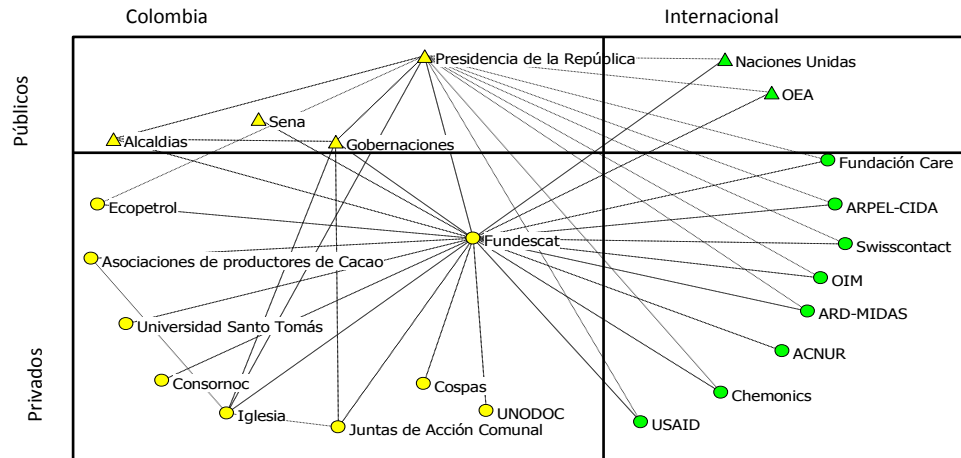 Colombia
Internacional
Públicos
Presidencia de la República
Naciones Unidas
OEA
Sena
Alcaldias
Gobernaciones
Fundación Care
Ecopetrol
ARPEL-CIDA
Fundescat
Swisscontact
Asociaciones de productores de Cacao
OIM
ARD-MIDAS
Universidad Santo Tomás
ACNUR
Privados
Consornoc
Cospas
Chemonics
Iglesia
UNODOC
Juntas de Acción Comunal
USAID